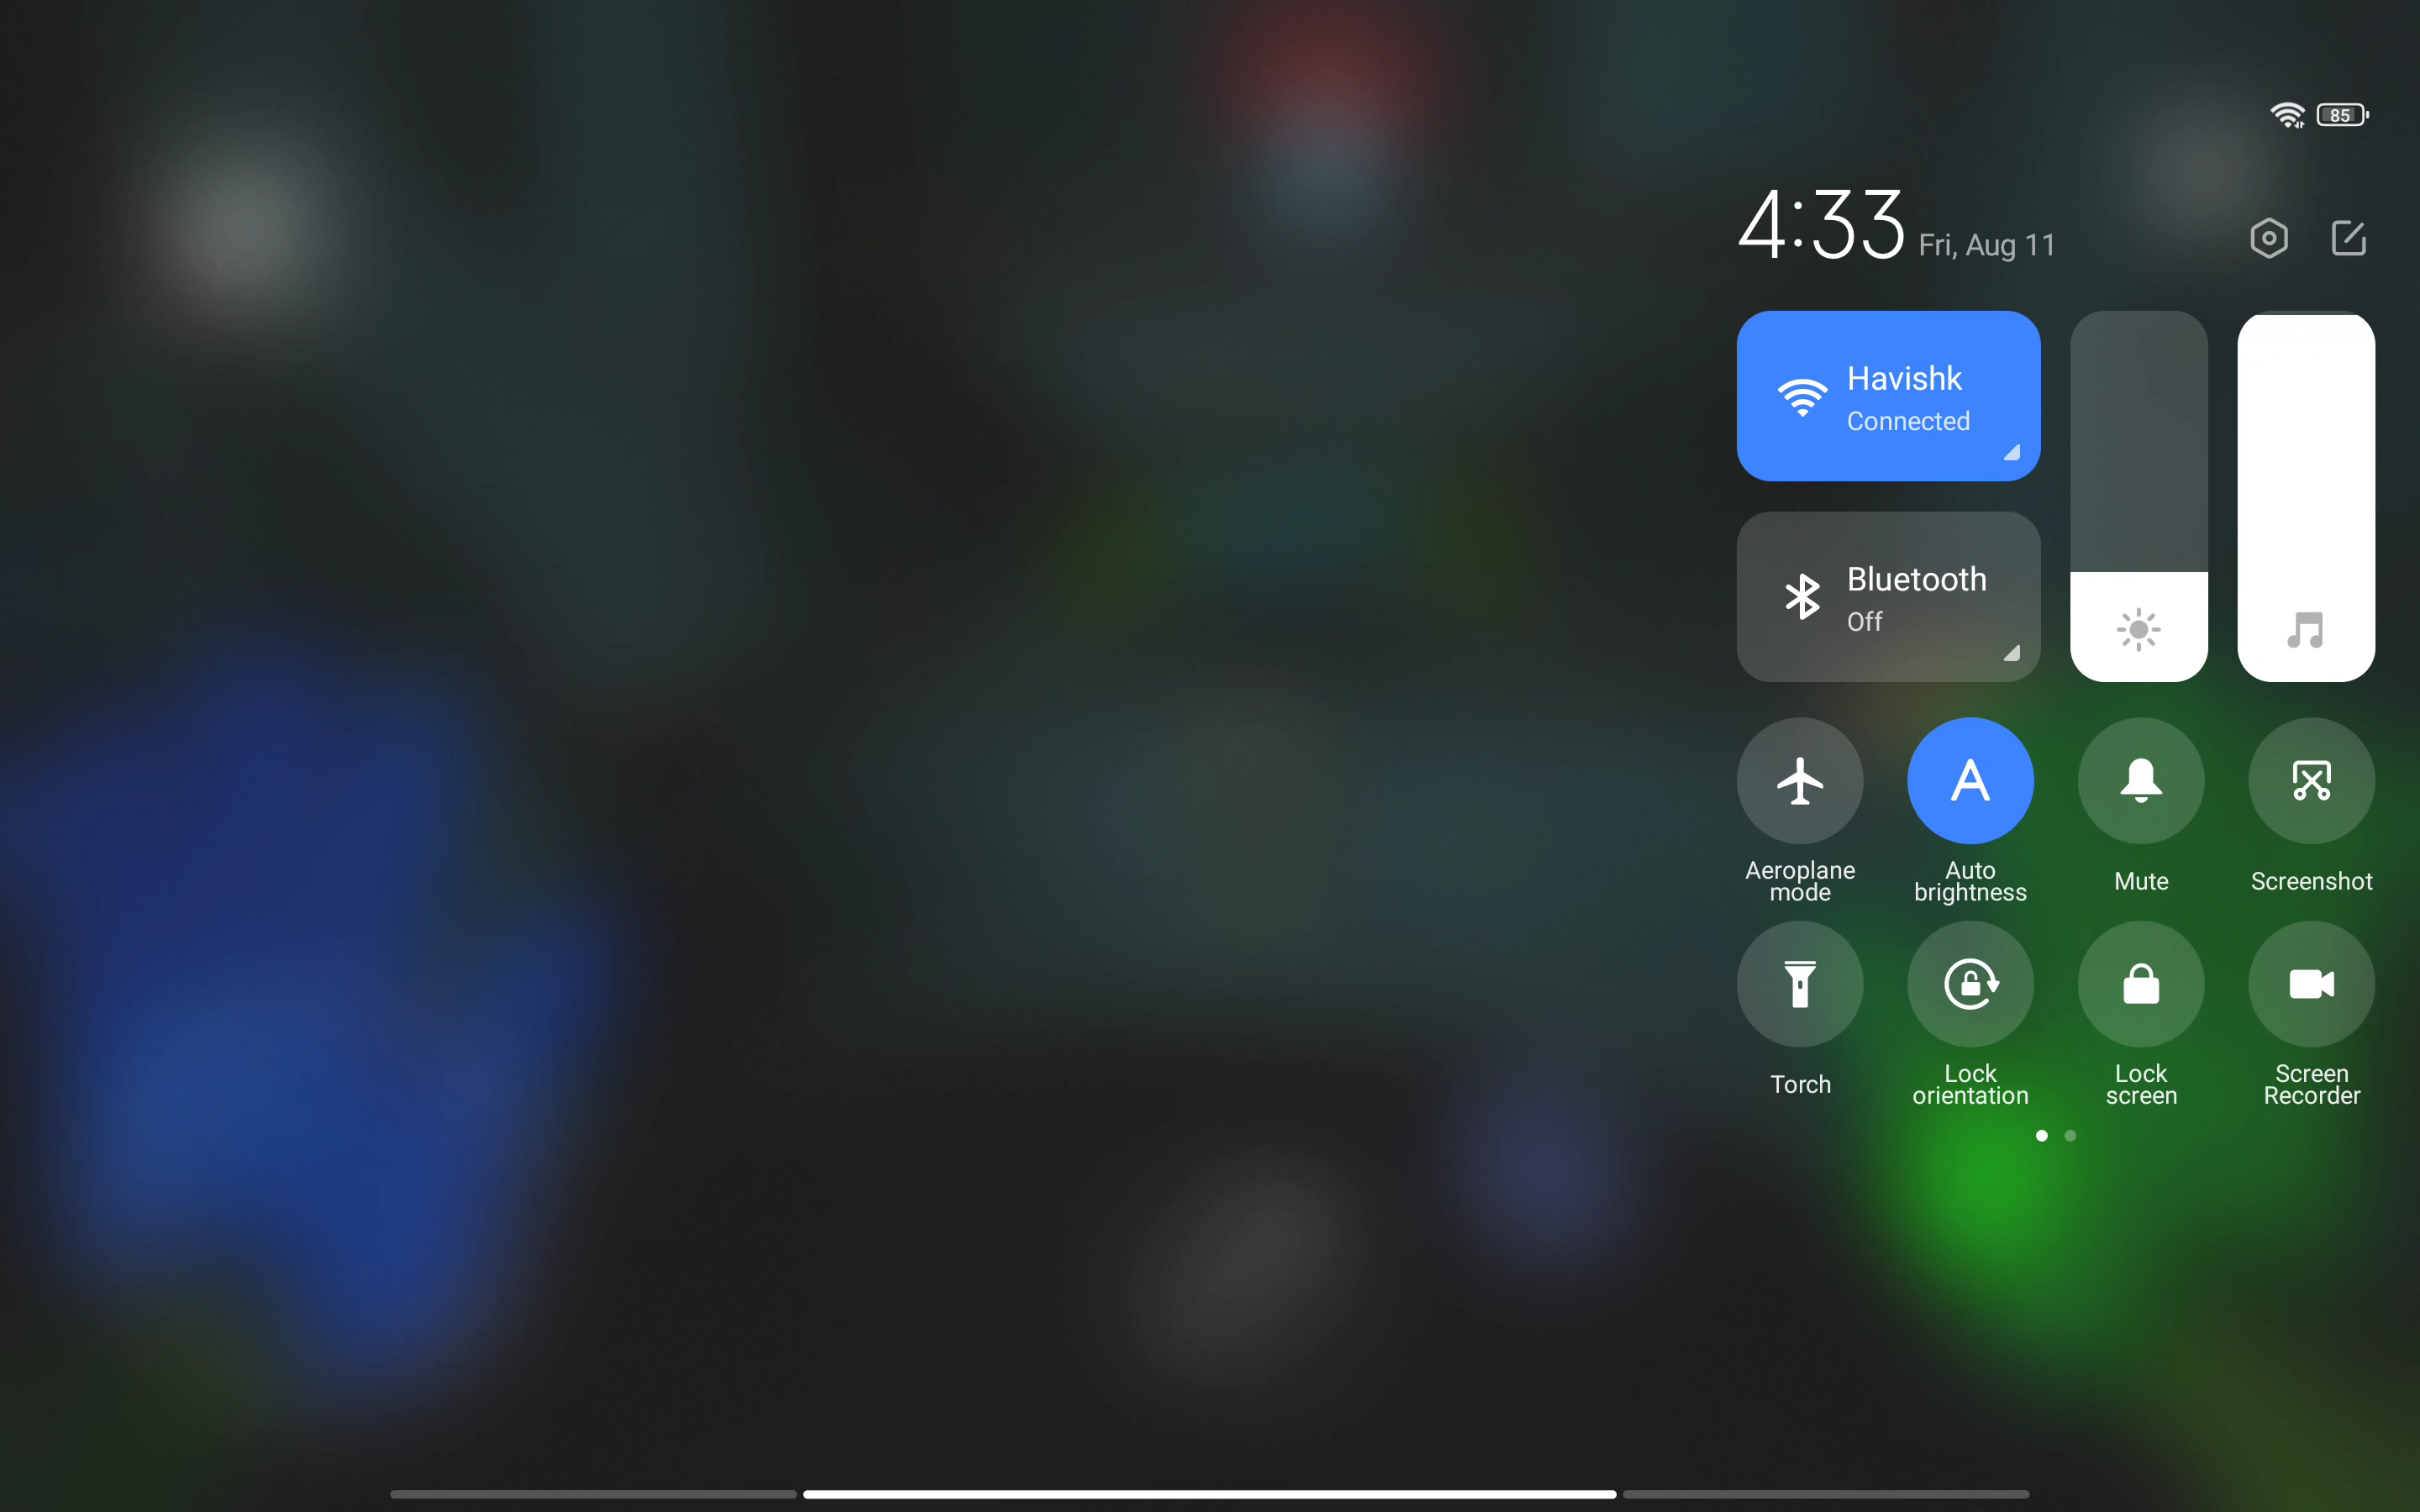 85
4:33 Fri, Aug 11
Havishk
Connected
Bluetooth
Off
Aeroplane
mode
Auto
brightness
Mute
Screenshot
Torch
Lock
orientation
Lock
screen
Screen
Recorder